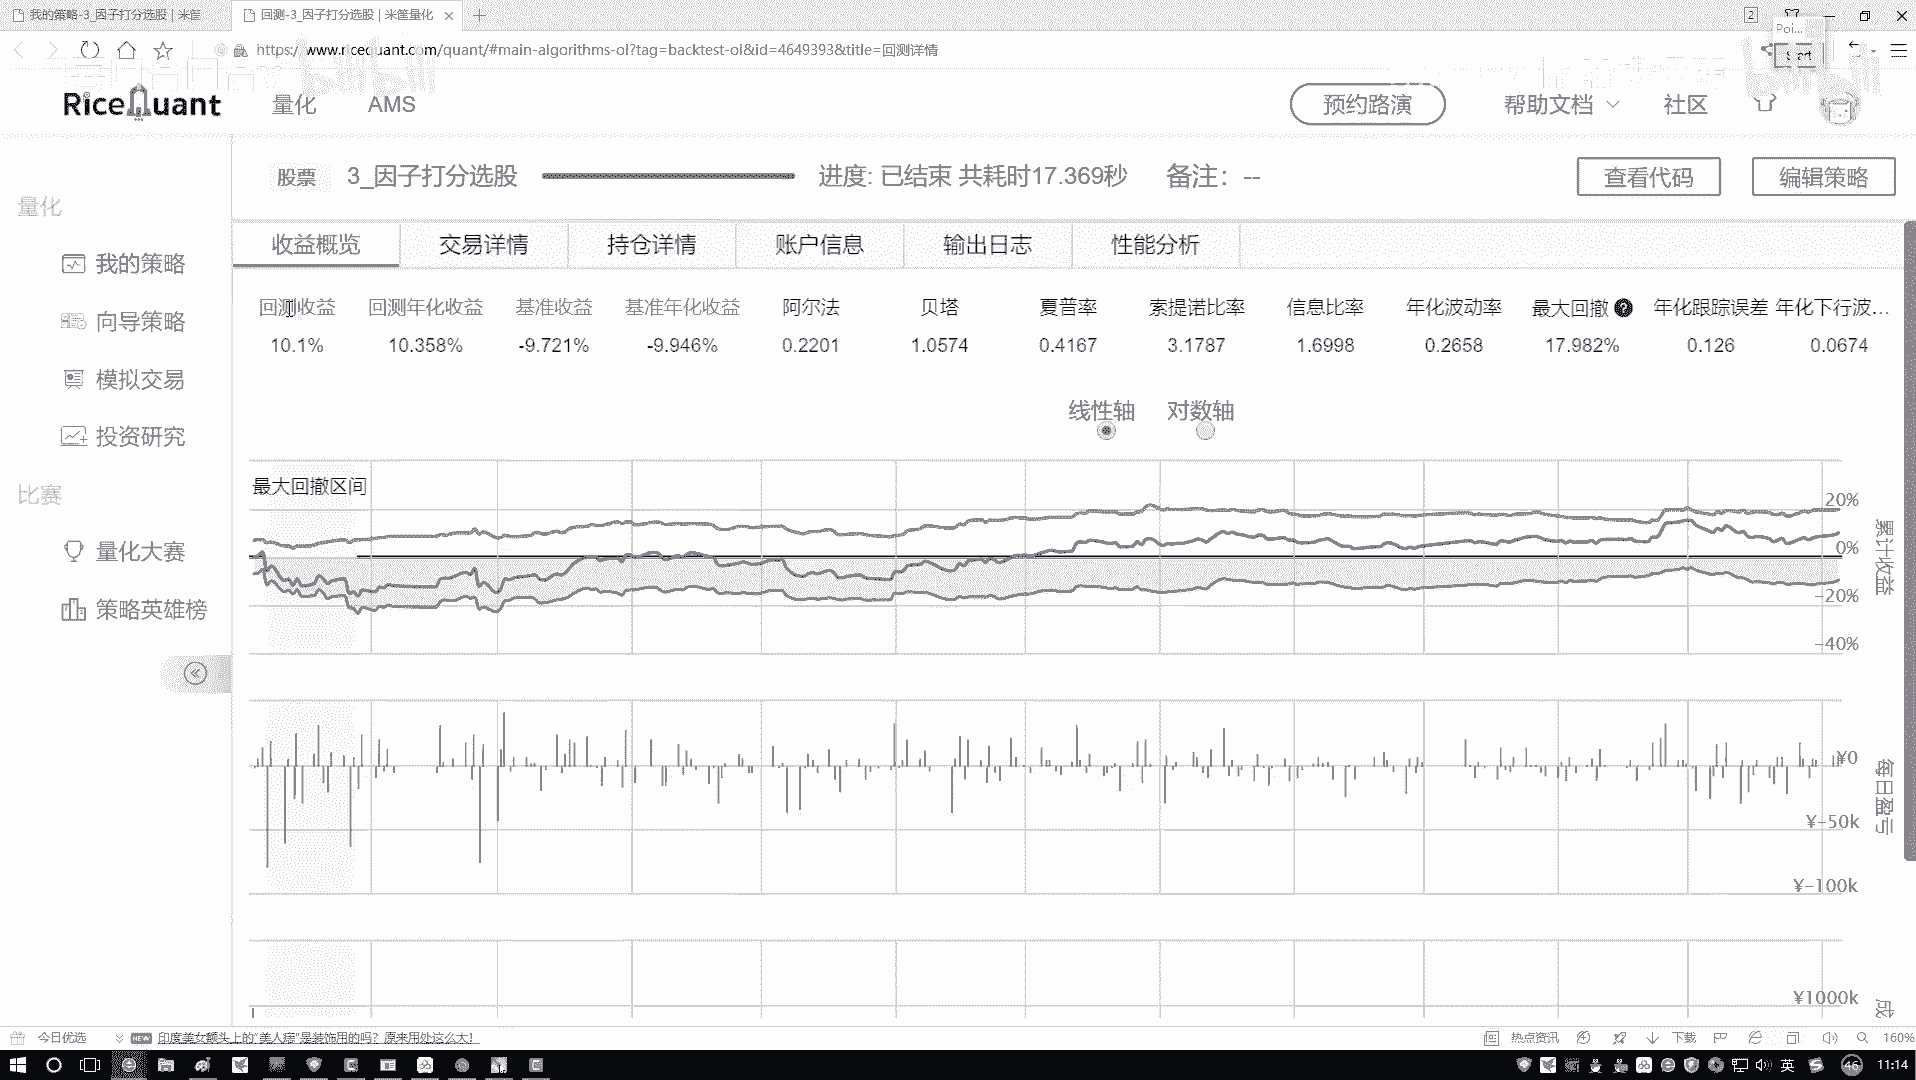 我的策略-3_因子打分选股 | 米筐
回测-3_因子打分选股 | 米筐量化
2
Poi...
Start
https://www.ricequant.com/quant/#main-algorithms-ol?tag=backtest-ol&id=4649393&title=回测详情
bilibili
RiceQuant
量化
AMS
预约路演
帮助文档
社区
股票
3_因子打分选股
进度: 已结束 共耗时17.369秒
备注：--
查看代码
编辑策略
量化
我的策略
向导策略
模拟交易
投资研究
比赛
量化大赛
策略英雄榜
收益概览 交易详情 持仓详情 账户信息 输出日志 性能分析
回测收益 回测年化收益 基准收益 基准年化收益 阿尔法 贝塔 夏普率 索提诺比率 信息比率 年化波动率 最大回撤 年化跟踪误差 年化下行波...
10.1% 10.358% -9.721% -9.946% 0.2201 1.0574 0.4167 3.1787 1.6998 0.2658 17.982% 0.126 0.0674
线性轴 对数轴
最大回撤区间
20%
0%
-20%
-40%
累计收益
¥0
¥-50k
¥-100k
每日盈亏
¥1000k
成
今日优选
NEW
印度美女额头上的"美人痣"是装饰用的吗？原来用处这么大！
热点资讯
下载
160%
英
46
11:14